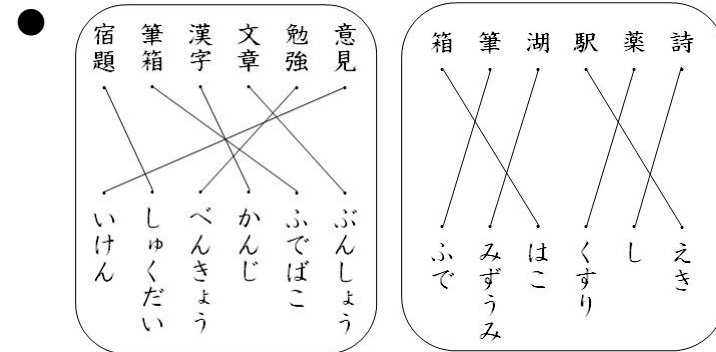 意見
勉強
文章
漢字
筆箱
宿題
ぶんしょう
ふでばこ
かんじ
べんきょう
しゅくだい
いけん
詩
薬
駅
湖
筆
箱
えき
し
くすり
はこ
みずうみ
ふで